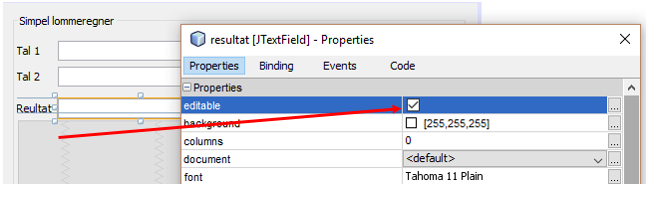 Simpel lommeregner
Tal 1
Tal 2
Reultat
resultat [JTextField] - Properties
Properties Binding Events Code
Properties
editable
background [255,255,255]
columns 0
document <default>
font Tahoma 11 Plain